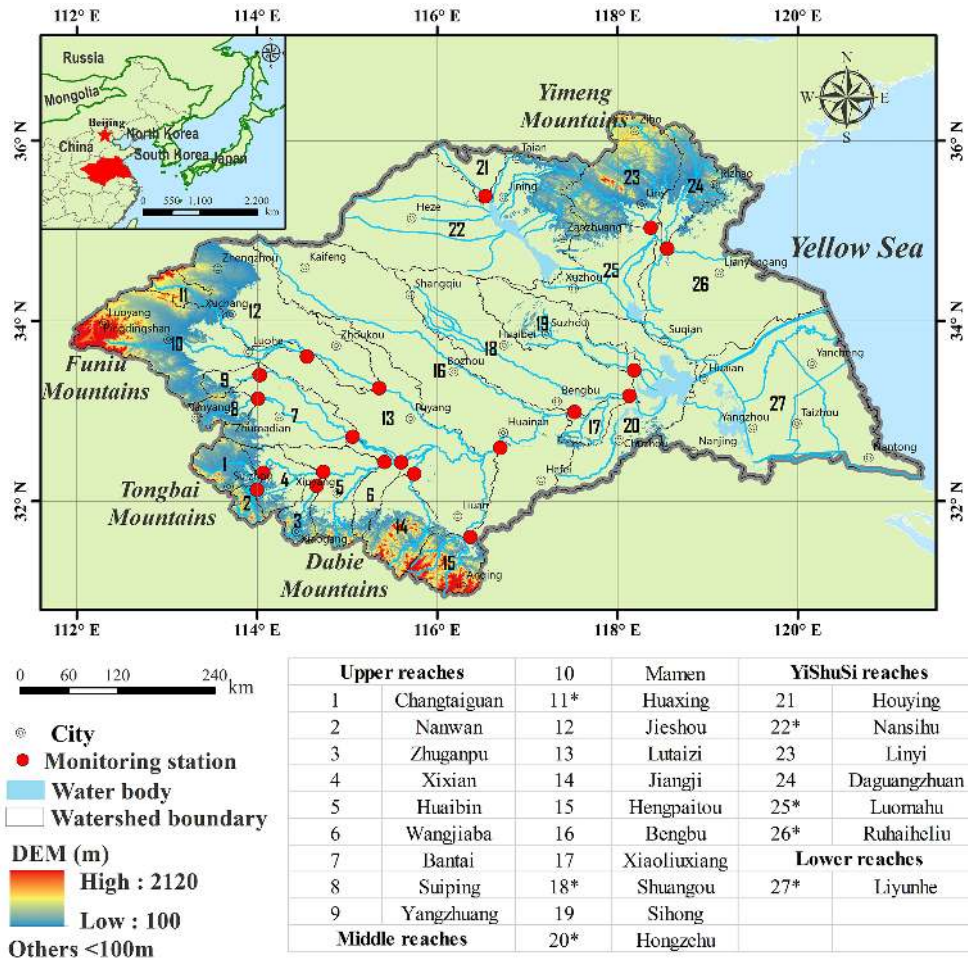 112° E 114° E 116° E 118° E 120° E
Russia
Mongolia
Beijing
North Korea
China
South Korea
Japan
0 550 1,100 2,200
km
N
W E
S
36°N
34°N
32°N
36°N
34°N
32°N
Yimeng
Mountains
Zibo
Taian
21
Jining
23
Linyi
24
Rizhao
Heze
22
Zaozhuang
Yellow Sea
Zhengzhou
Kaifeng
25
Xuzhou
Lianyungang
26
Shangqiu
11
Xuchang
12
Luoyang
Pingdingshan
10
Luohe
Zhoukou
19
Suzhou
Huaibei
18
Suqian
Funiu
Mountains
16
Bozhou
Yancheng
Huaian
9
8
Nanyang
7
Zhumadian
13
Fuyang
Bengbu
Huainan
17
20
Chuzhou
Yangzhou
27
Taizhou
Nanjing
Nantong
1
4
Xinyang
5
2
6
Hefei
Tongbai
Mountains
3
Xiaogang
Liuan
14
15
Anqing
Dabie
Mountains
112° E 114° E 116° E 118° E 120° E
0 60 120 240
km
City
Monitoring station
Water body
Watershed boundary
DEM (m)
High : 2120
Low : 100
Others <100m
Upper reaches 10 Mamen YiShuSi reaches
1 Changtaiguan 11* Huaxing 21 Houying
2 Nanwan 12 Jieshou 22* Nansihu
3 Zhuganpu 13 Lutaizi 23 Linyi
4 Xixian 14 Jiangji 24 Daguangzhuan
5 Huaibin 15 Hengpaitou 25* Luomahu
6 Wangjiaba 16 Bengbu 26* Ruhaiheliu
7 Bantai 17 Xiaoliuxiang Lower reaches
8 Suiping 18* Shuangou 27* Liyunhe
9 Yangzhuang 19 Sihong
Middle reaches 20* Hongzehu